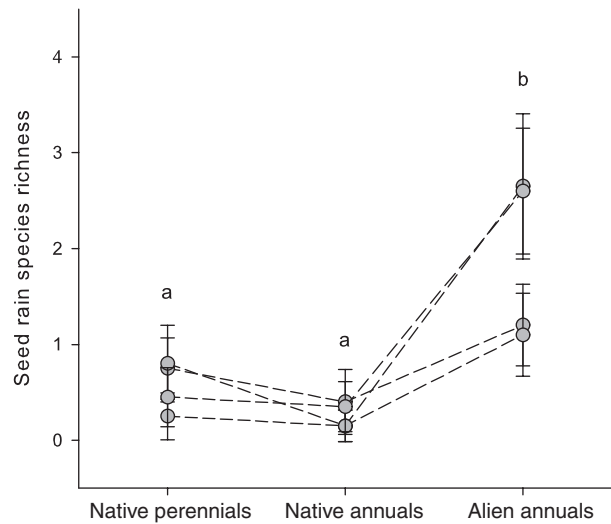 Seed rain species richness
4
3
2
1
0
a
a
b
Native perennials
Native annuals
Alien annuals